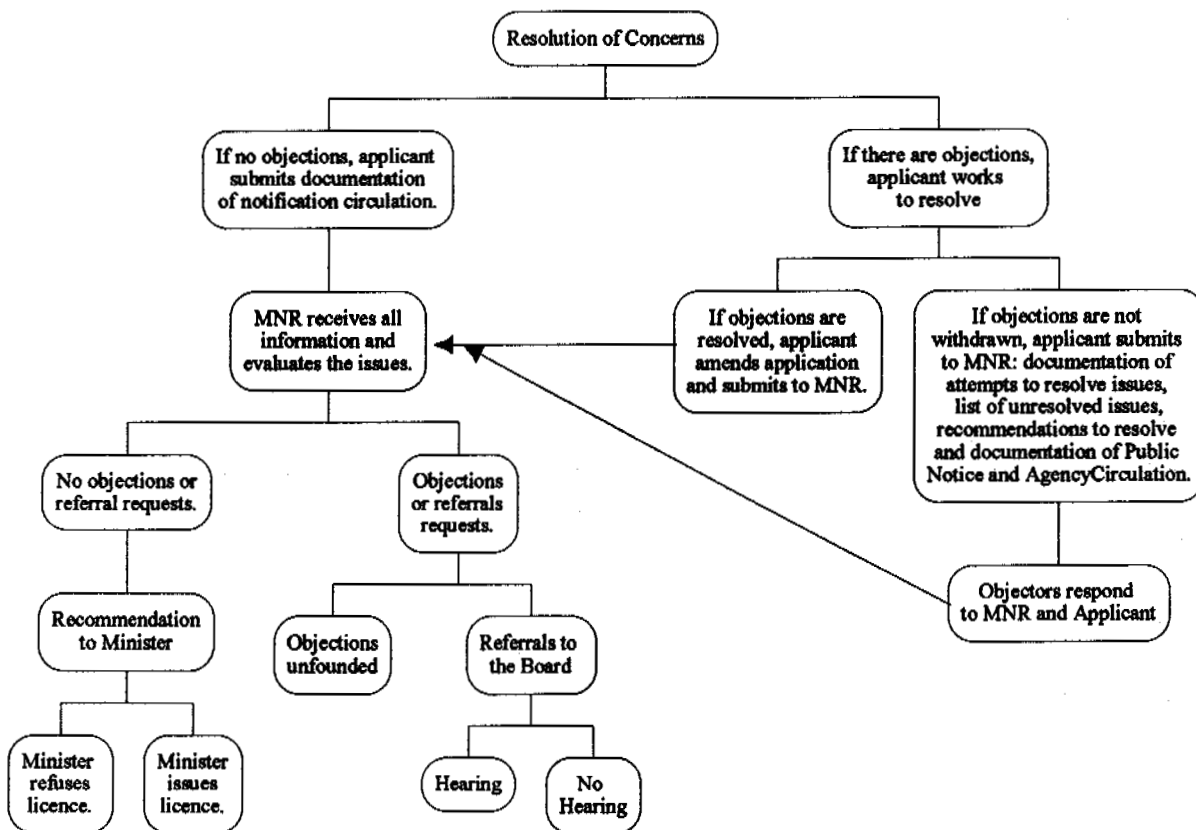 Resolution of Concerns
If no objections, applicant
submits documentation
of notification circulation.
If there are objections,
applicant works
to resolve
MNR receives all
information and
evaluates the issues.
If objections are
resolved, applicant
amends application
and submits to MNR.
If objections are not
withdrawn, applicant submits
to MNR: documentation of
attempts to resolve issues,
list of unresolved issues,
recommendations to resolve
and documentation of Public
Notice and AgencyCirculation.
No objections or
referral requests.
Objections
or referrals
requests.
Objectors respond
to MNR and Applicant
Recommendation
to Minister
Objections
unfounded
Referrals to
the Board
Minister
refuses
licence.
Minister
issues
licence.
Hearing
No
Hearing